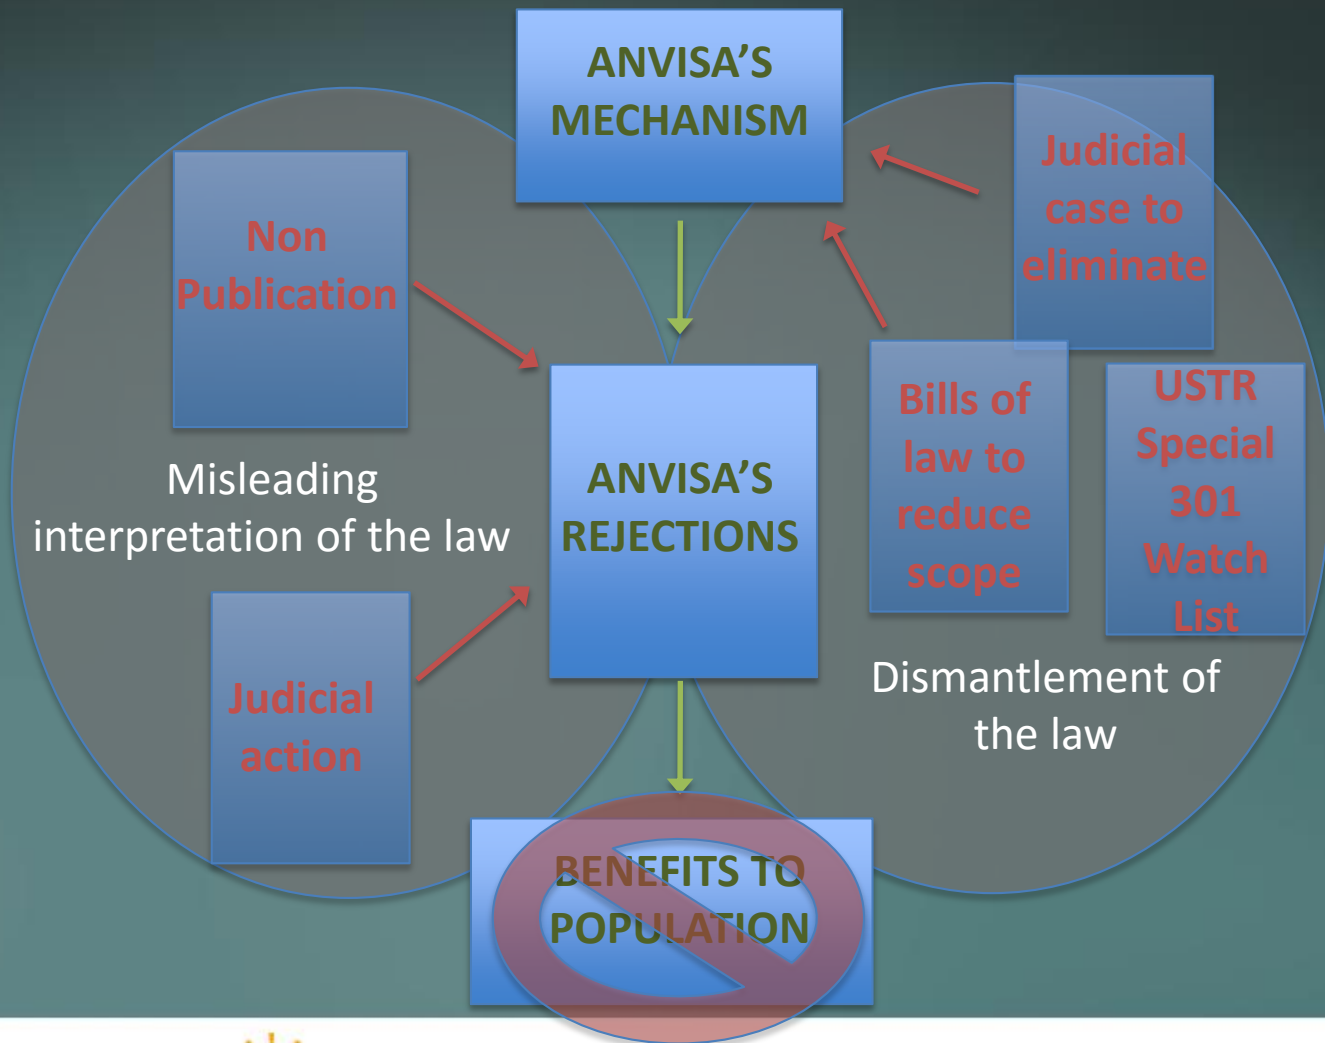 ANVISA’S
MECHANISM
Non
Publication
Misleading
interpretation of the law
Judicial
action
ANVISA’S
REJECTIONS
Judicial
case to
eliminate
Bills of
law to
reduce
scope
USTR
Special
301
Watch
List
Dismantlement of
the law
BENEFITS TO
POPULATION